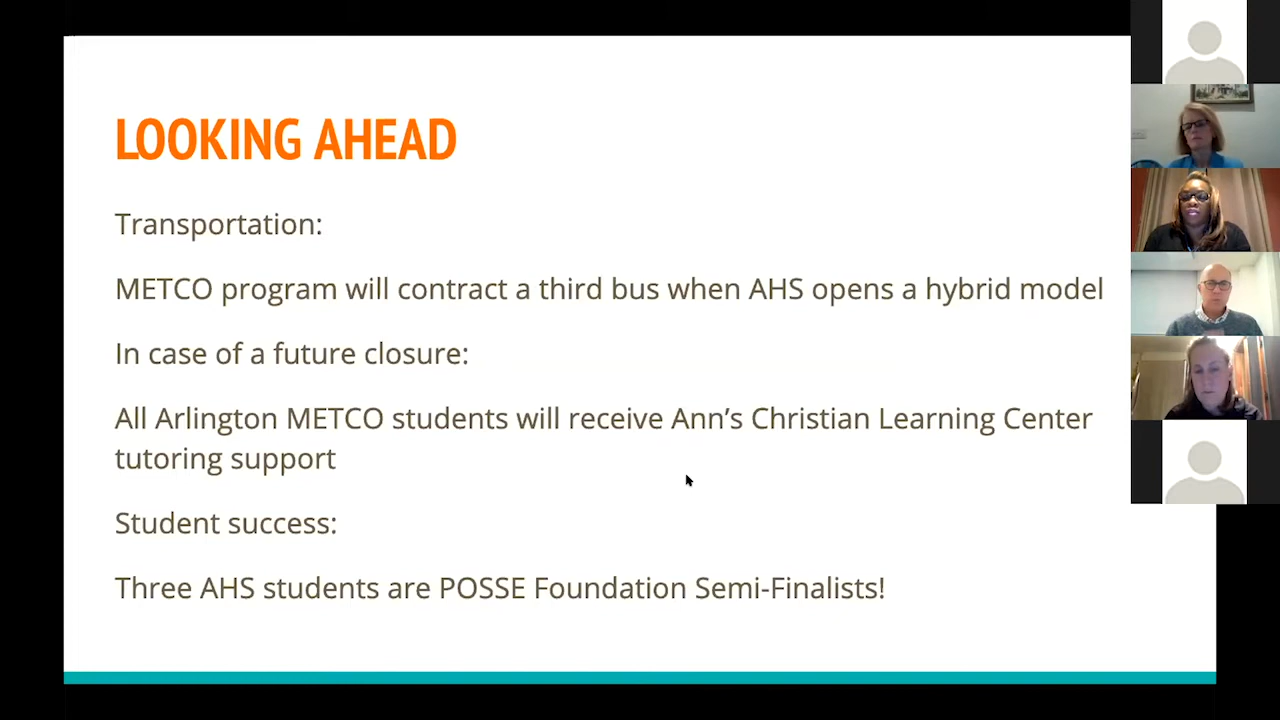 LOOKING AHEAD
Transportation:
METCO program will contract a third bus when AHS opens a hybrid model
In case of a future closure:
All Arlington METCO students will receive Ann’s Christian Learning Center
tutoring support
Student success:
Three AHS students are POSSE Foundation Semi-Finalists!